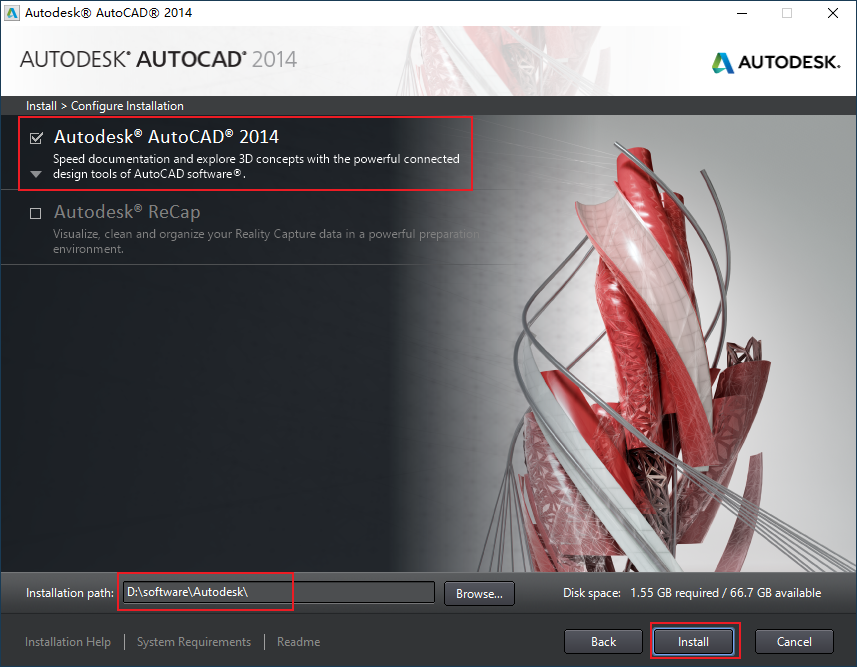 Autodesk® AutoCAD® 2014
AUTODESK® AUTOCAD® 2014
AUTODESK.
Install > Configure Installation
Autodesk® AutoCAD® 2014
Speed documentation and explore 3D concepts with the powerful connected
design tools of AutoCAD software®.
Autodesk® ReCap
Visualize, clean and organize your Reality Capture data in a powerful preparation
environment.
Installation path: D:\software\Autodesk\ Browse... Disk space: 1.55 GB required / 66.7 GB available
Installation Help | System Requirements | Readme Back Install Cancel